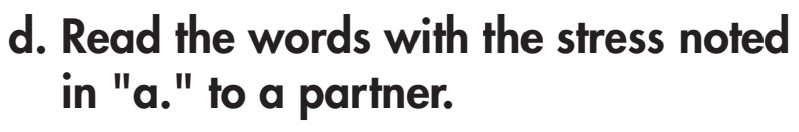 d. Read the words with the stress noted
in "a." to a partner.